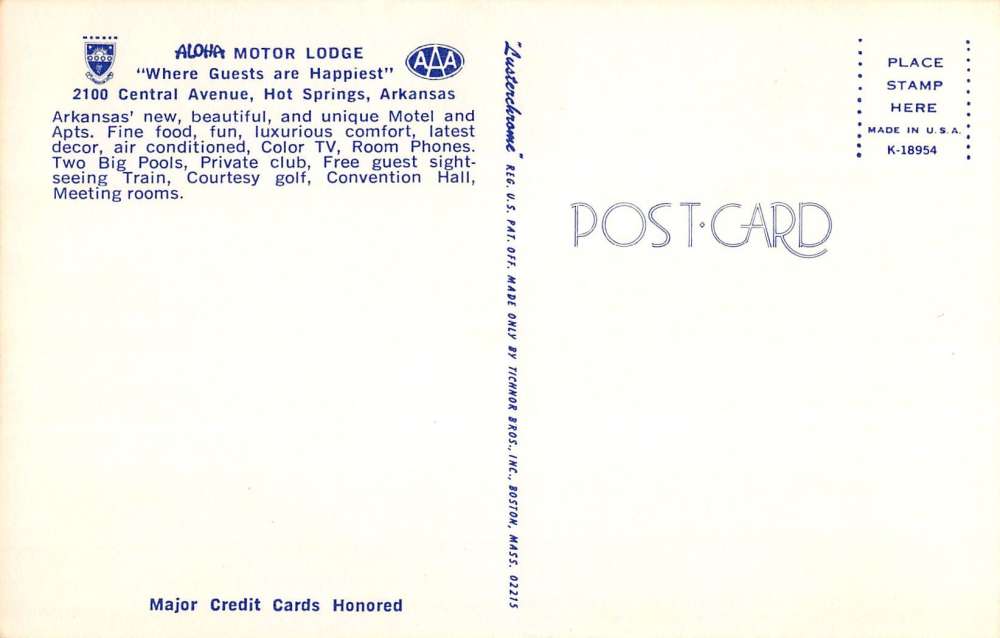 ALOHA MOTOR LODGE
"Where Guests are Happiest"
AAA
2100 Central Avenue, Hot Springs, Arkansas
Arkansas' new, beautiful, and unique Motel and
Apts. Fine food, fun, luxurious comfort, latest
decor, air conditioned, Color TV, Room Phones.
Two Big Pools, Private club, Free guest sight-
seeing Train, Courtesy golf, Convention Hall,
Meeting rooms.
Major Credit Cards Honored
"Lusterchrome" REG. U.S. PAT. OFF. MADE ONLY BY TICHNOR BROS., INC., BOSTON, MASS. 02215
PLACE
STAMP
HERE
MADE IN U.S.A.
K-18954
POST·CARD